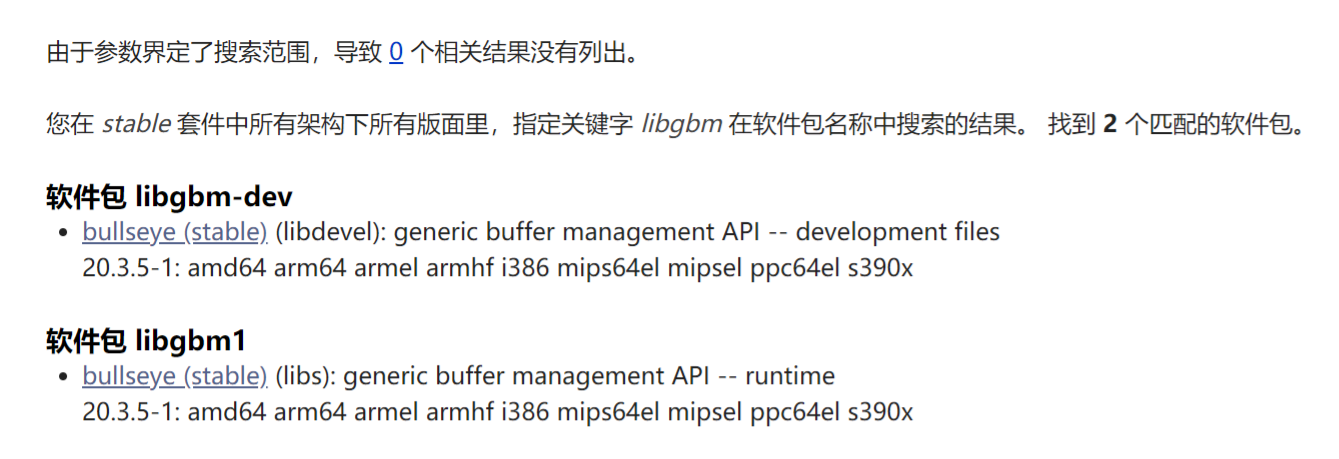 由于参数界定了搜索范围，导致 0 个相关结果没有列出。
您在 stable 套件中所有架构下所有版面里，指定关键字 libgbm 在软件包名称中搜索的结果。 找到 2 个匹配的软件包。
软件包 libgbm-dev
• bullseye (stable) (libdevel): generic buffer management API -- development files
20.3.5-1: amd64 arm64 armel armhf i386 mips64el mipsel ppc64el s390x
软件包 libgbm1
• bullseye (stable) (libs): generic buffer management API -- runtime
20.3.5-1: amd64 arm64 armel armhf i386 mips64el mipsel ppc64el s390x